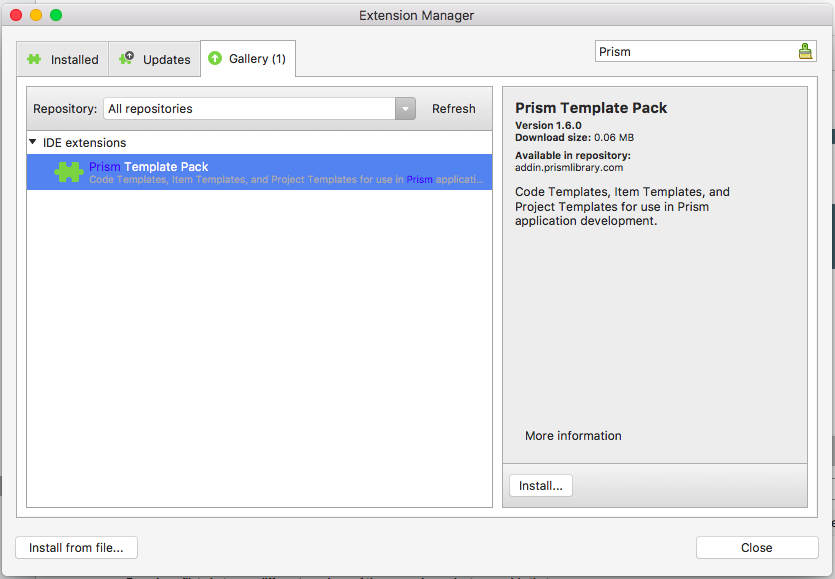 Extension Manager
Installed
Updates
Gallery (1)
Prism
Repository:
All repositories
Refresh
IDE extensions
Prism Template Pack
Code Templates, Item Templates, and Project Templates for use in Prism applicati...
Prism Template Pack
Version 1.6.0
Download size: 0.06 MB
Available in repository:
addin.prismlibrary.com
Code Templates, Item Templates, and
Project Templates for use in Prism
application development.
More information
Install...
Install from file...
Close